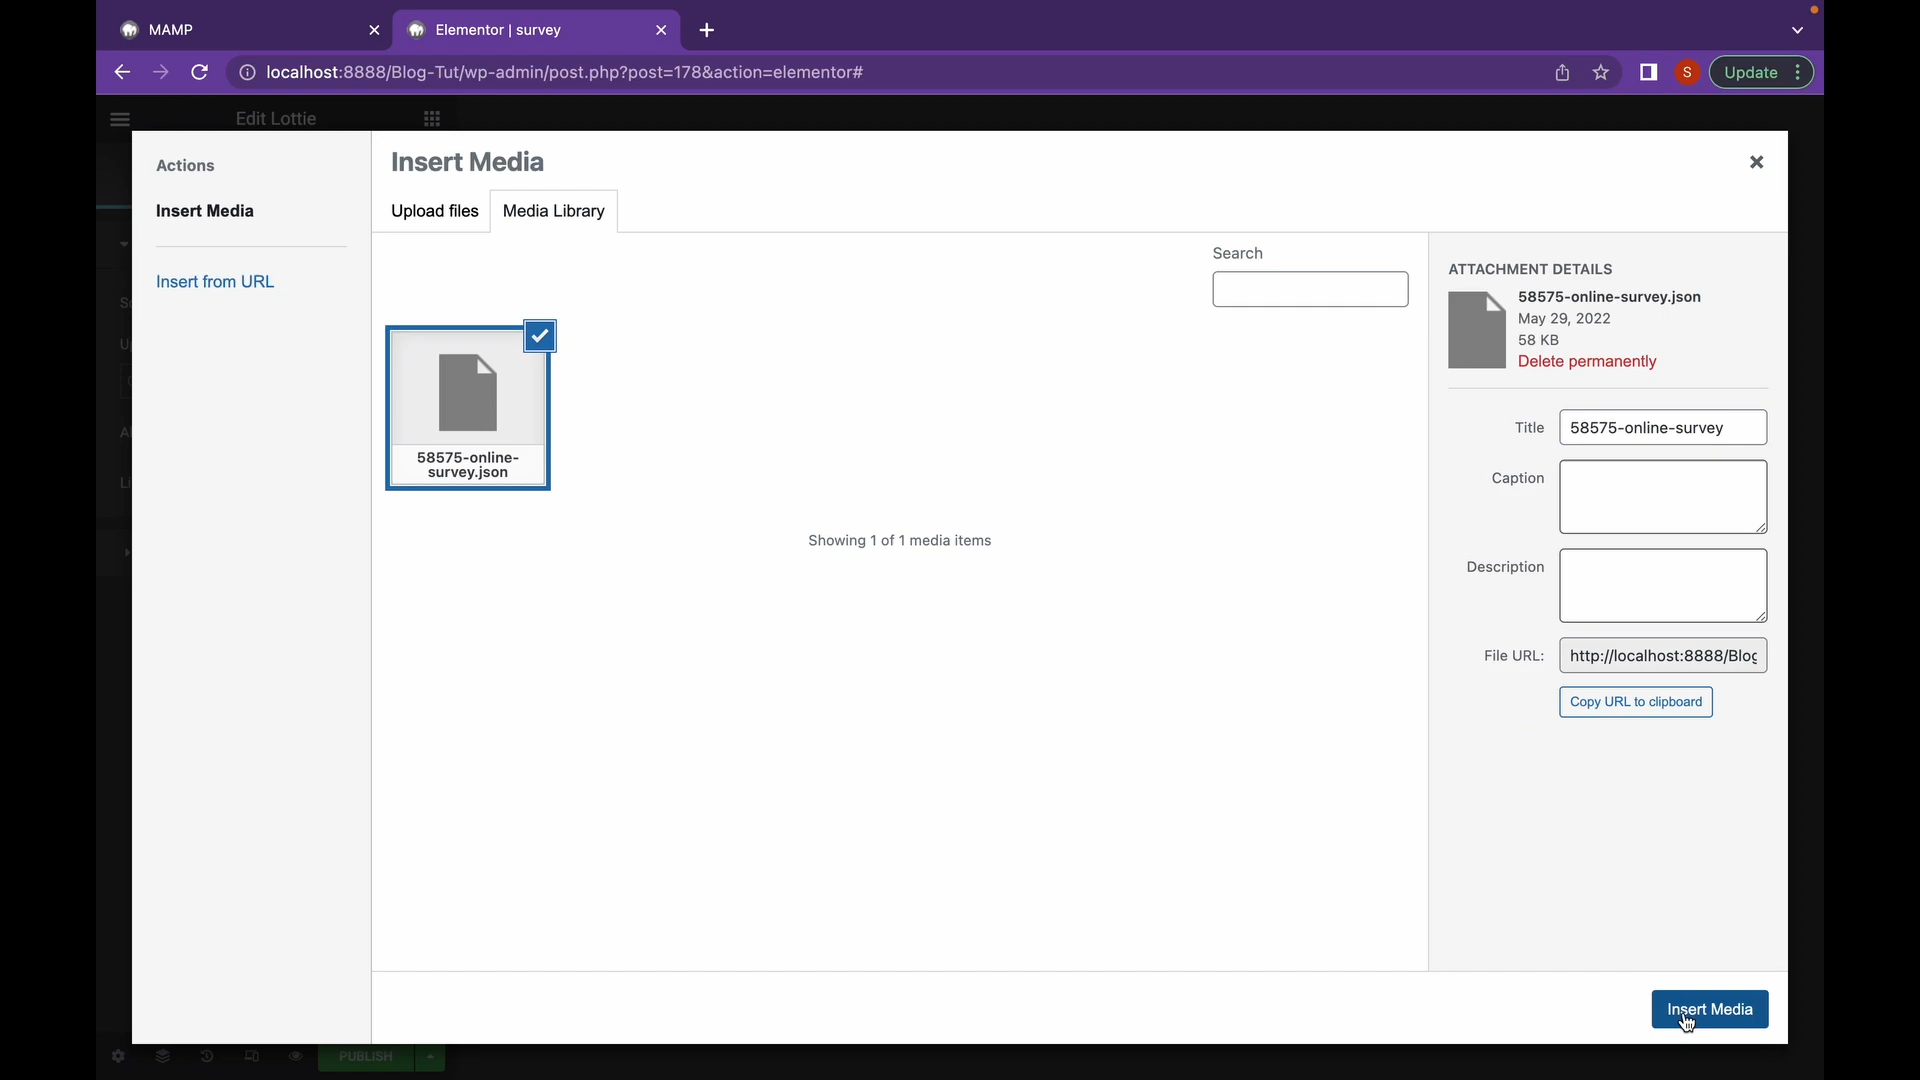 MAMP
Elementor | survey
localhost:8888/Blog-Tut/wp-admin/post.php?post=178&action=elementor#
S
Update
Edit Lottie
Actions
Insert Media
Insert from URL
Insert Media
Upload files
Media Library
Search
58575-online-
survey.json
Showing 1 of 1 media items
ATTACHMENT DETAILS
58575-online-survey.json
May 29, 2022
58 KB
Delete permanently
Title
58575-online-survey
Caption
Description
File URL:
http://localhost:8888/Blog
Copy URL to clipboard
Insert Media
PUBLISH